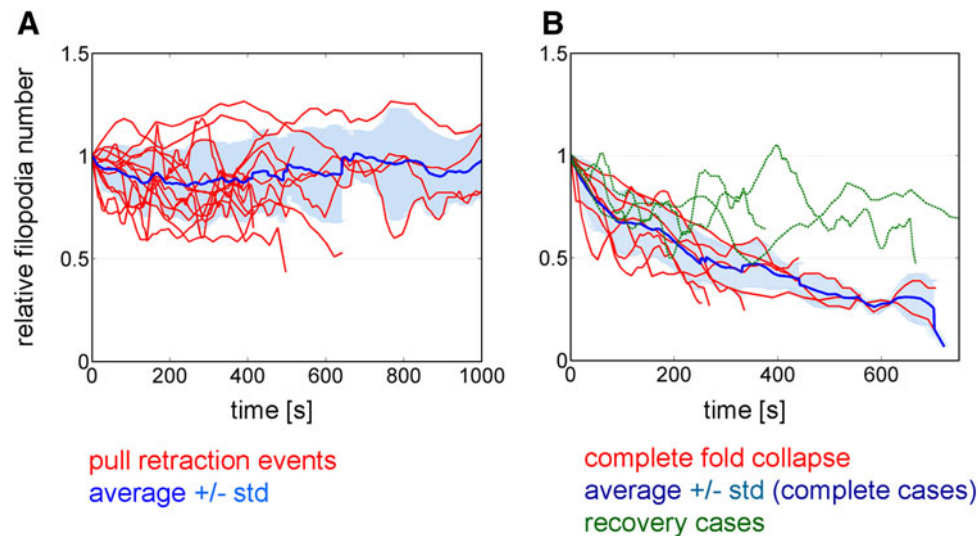 A
B
relative filopodia number
1.5
1
0.5
0
0 200 400 600 800 1000
time [s]
pull retraction events
average +/- std
1.5
1
0.5
0
0 200 400 600
time [s]
complete fold collapse
average +/- std (complete cases)
recovery cases